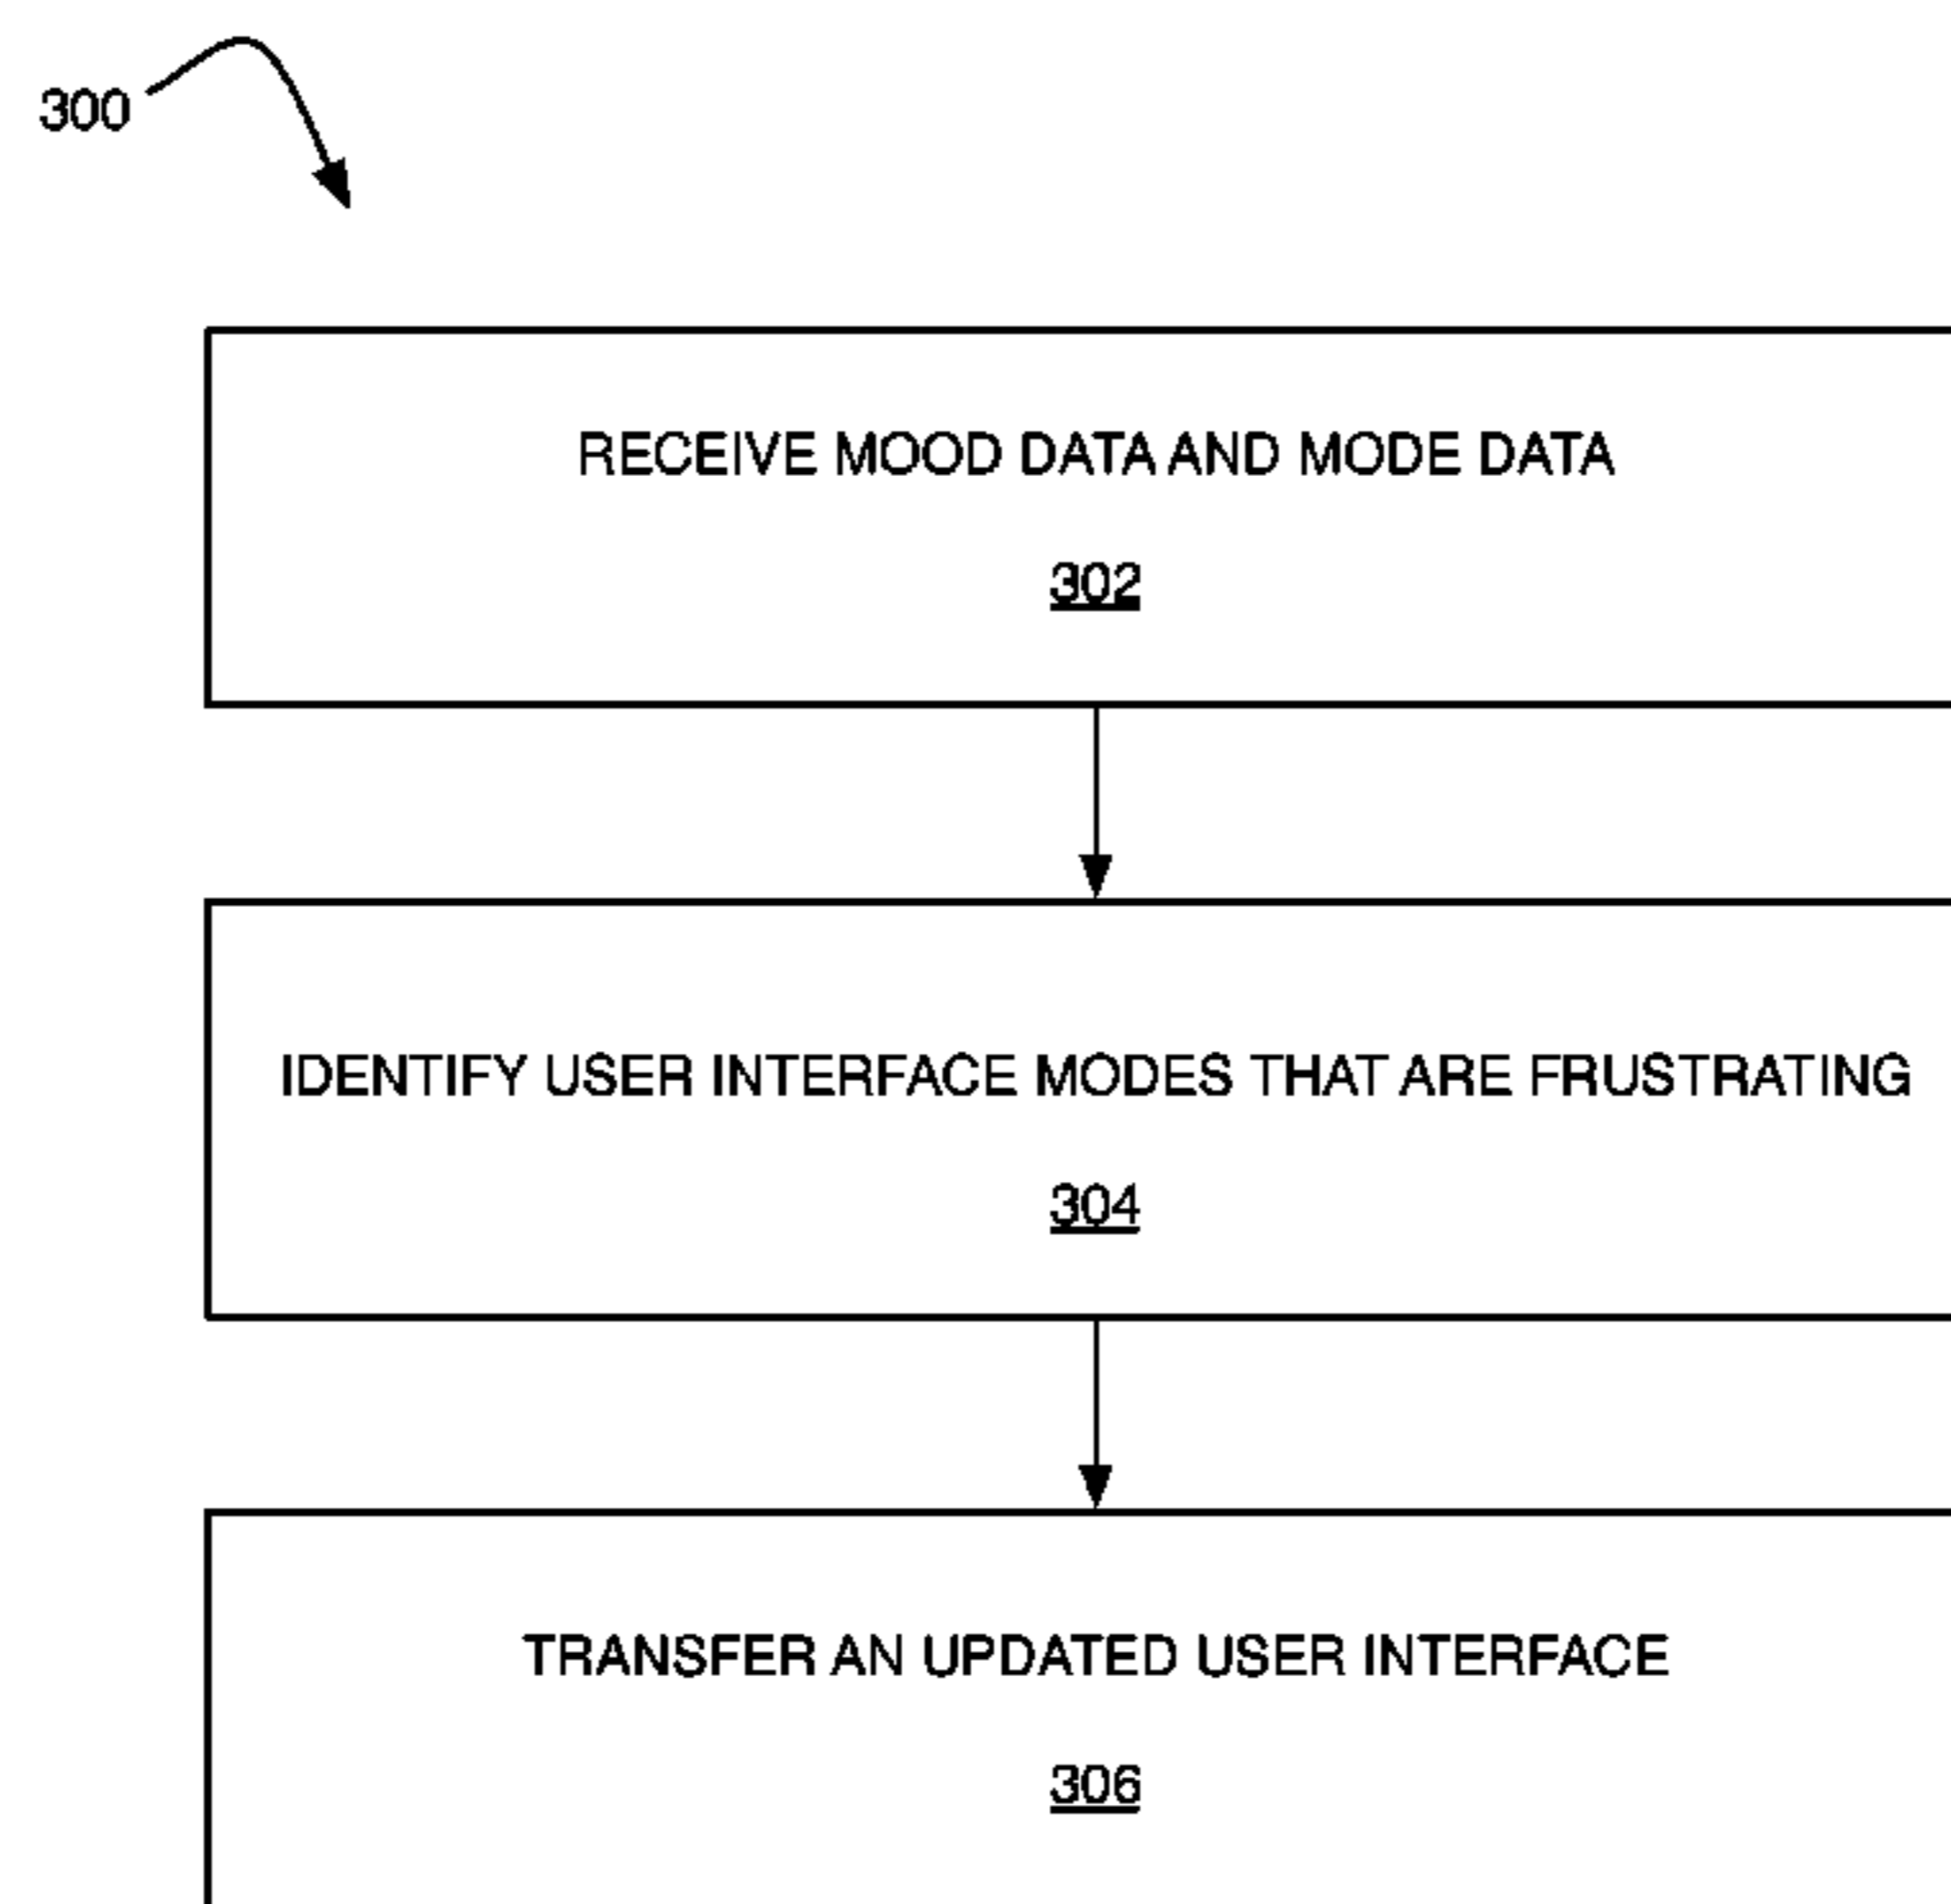 300
RECEIVE MOOD DATA AND MODE DATA
302
IDENTIFY USER INTERFACE MODES THAT ARE FRUSTRATING
304
TRANSFER AN UPDATED USER INTERFACE
306